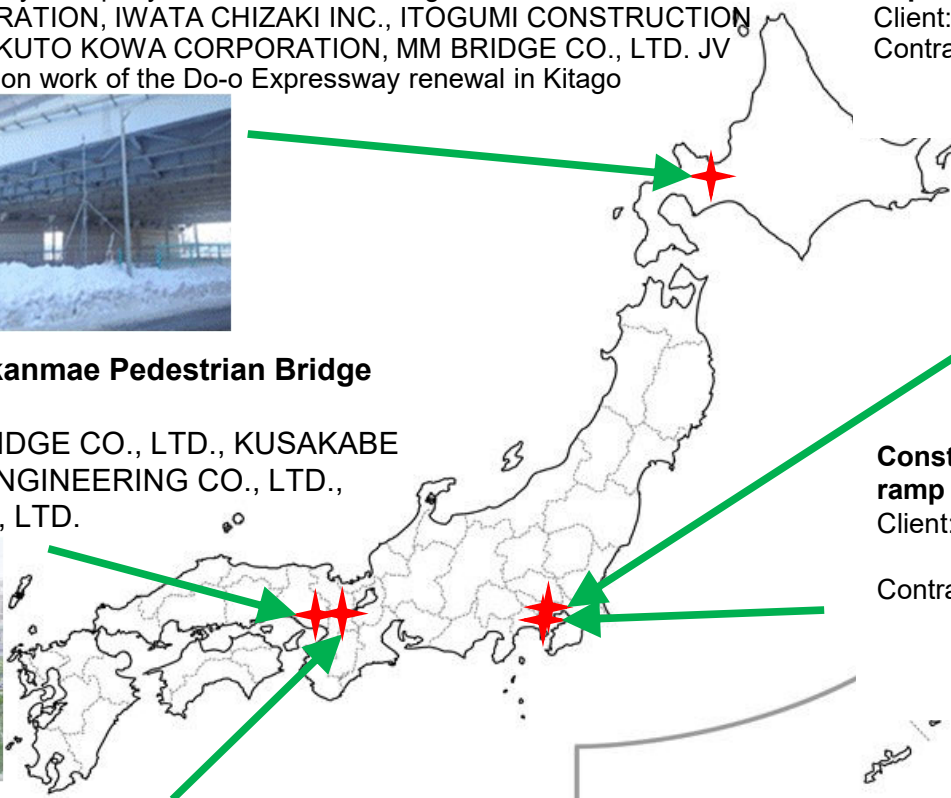 RATION, IWATA CHIZAKI INC., ITOGUMI CONSTRUCTION
KUTO KOWA CORPORATION, MM BRIDGE CO., LTD. JV
on work of the Do-o Expressway renewal in Kitago
Client:
Contra
kanmae Pedestrian Bridge
IDGE CO., LTD., KUSAKABE
NGINEERING CO., LTD.,
, LTD.
Const
ramp
Client:
Contra